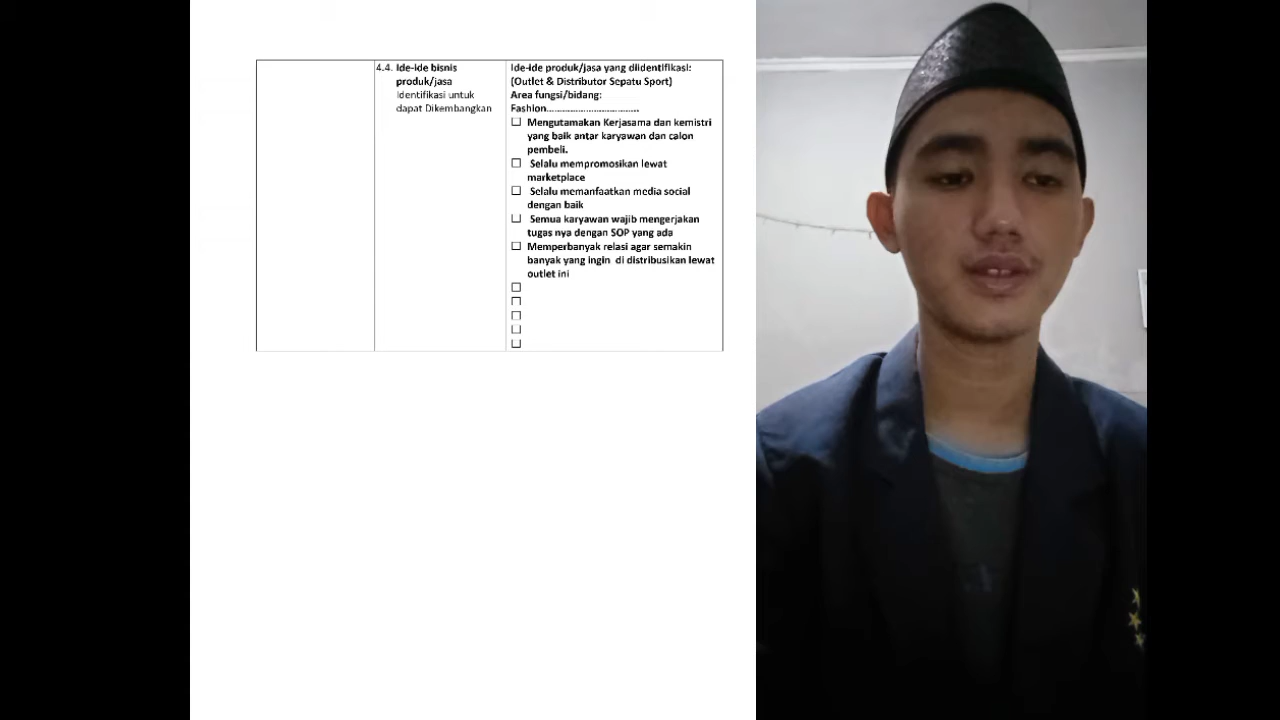 4.4. Ide-ide bisnis
produk/jasa
Identifikasi untuk
dapat Dikembangkan
Ide-ide produk/jasa yang diidentifikasi:
(Outlet & Distributor Sepatu Sport)
Area fungsi/bidang:
Fashion.................................
☐ Mengutamakan Kerjasama dan kemistri
yang baik antar karyawan dan calon
pembeli.
☐ Selalu mempromosikan lewat
marketplace
☐ Selalu memanfaatkan media social
dengan baik
☐ Semua karyawan wajib mengerjakan
tugas nya dengan SOP yang ada
☐ Memperbanyak relasi agar semakin
banyak yang ingin di distribusikan lewat
outlet ini
☐
☐
☐
☐
☐